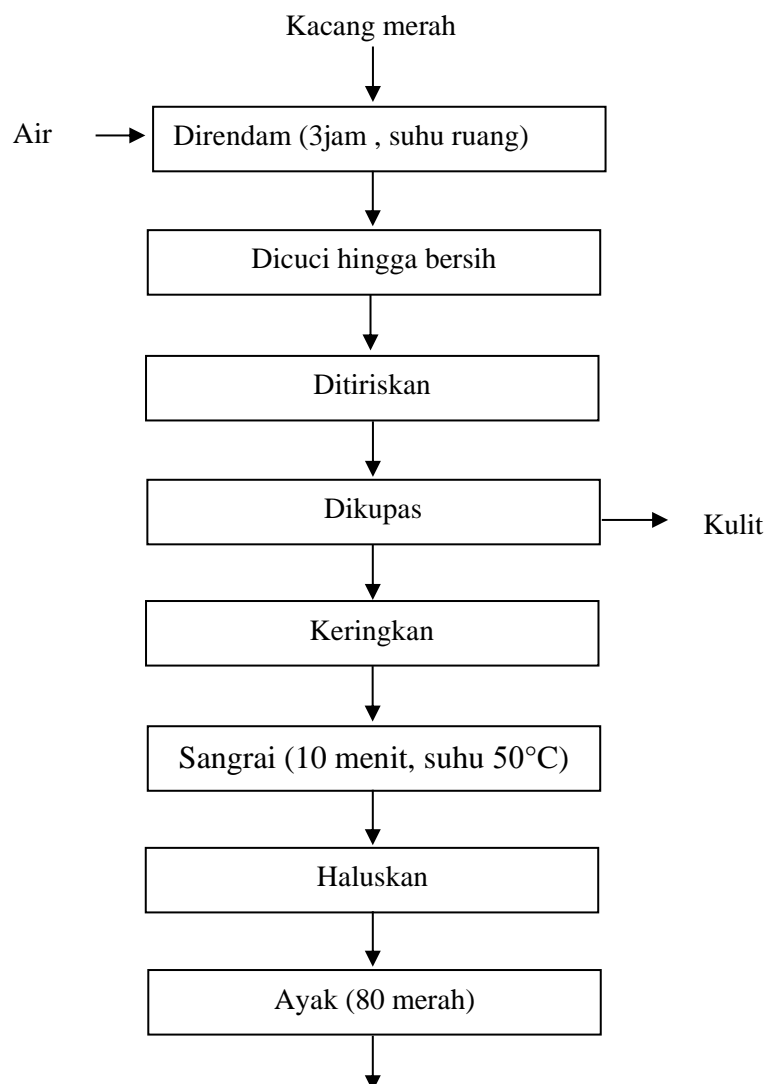 Kacang merah
Air
Direndam (3jam , suhu ruang)
Dicuci hingga bersih
Ditiriskan
Dikupas
Kulit
Keringkan
Sangrai (10 menit, suhu 50°C)
Haluskan
Ayak (80 merah)